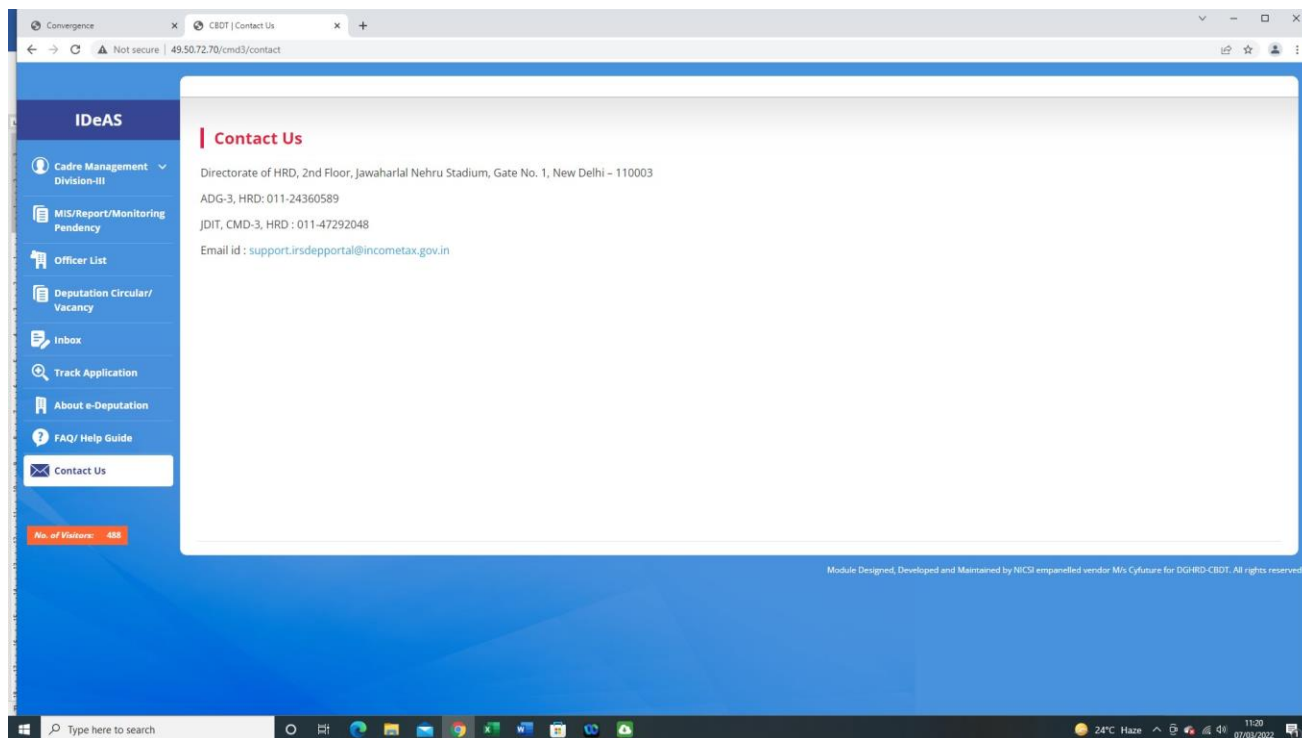 Convergence
CBDT | Contact Us
Not secure | 49.50.72.70/cmd3/contact
IDeAS
Cadre Management
Division-III
MIS/Report/Monitoring
Pendency
Officer List
Deputation Circular/
Vacancy
Inbox
Track Application
About e-Deputation
FAQ/ Help Guide
Contact Us
No. of Visitors: 488
Contact Us
Directorate of HRD, 2nd Floor, Jawaharlal Nehru Stadium, Gate No. 1, New Delhi – 110003
ADG-3, HRD: 011-24360589
JDIT, CMD-3, HRD : 011-47292048
Email id : support.irsdepportal@incometax.gov.in
Module Designed, Developed and Maintained by NICSI empanelled vendor M/s Cyfuture for DGHRD-CBDT. All rights reserved
Type here to search
24°C Haze
11:20
07/03/2022